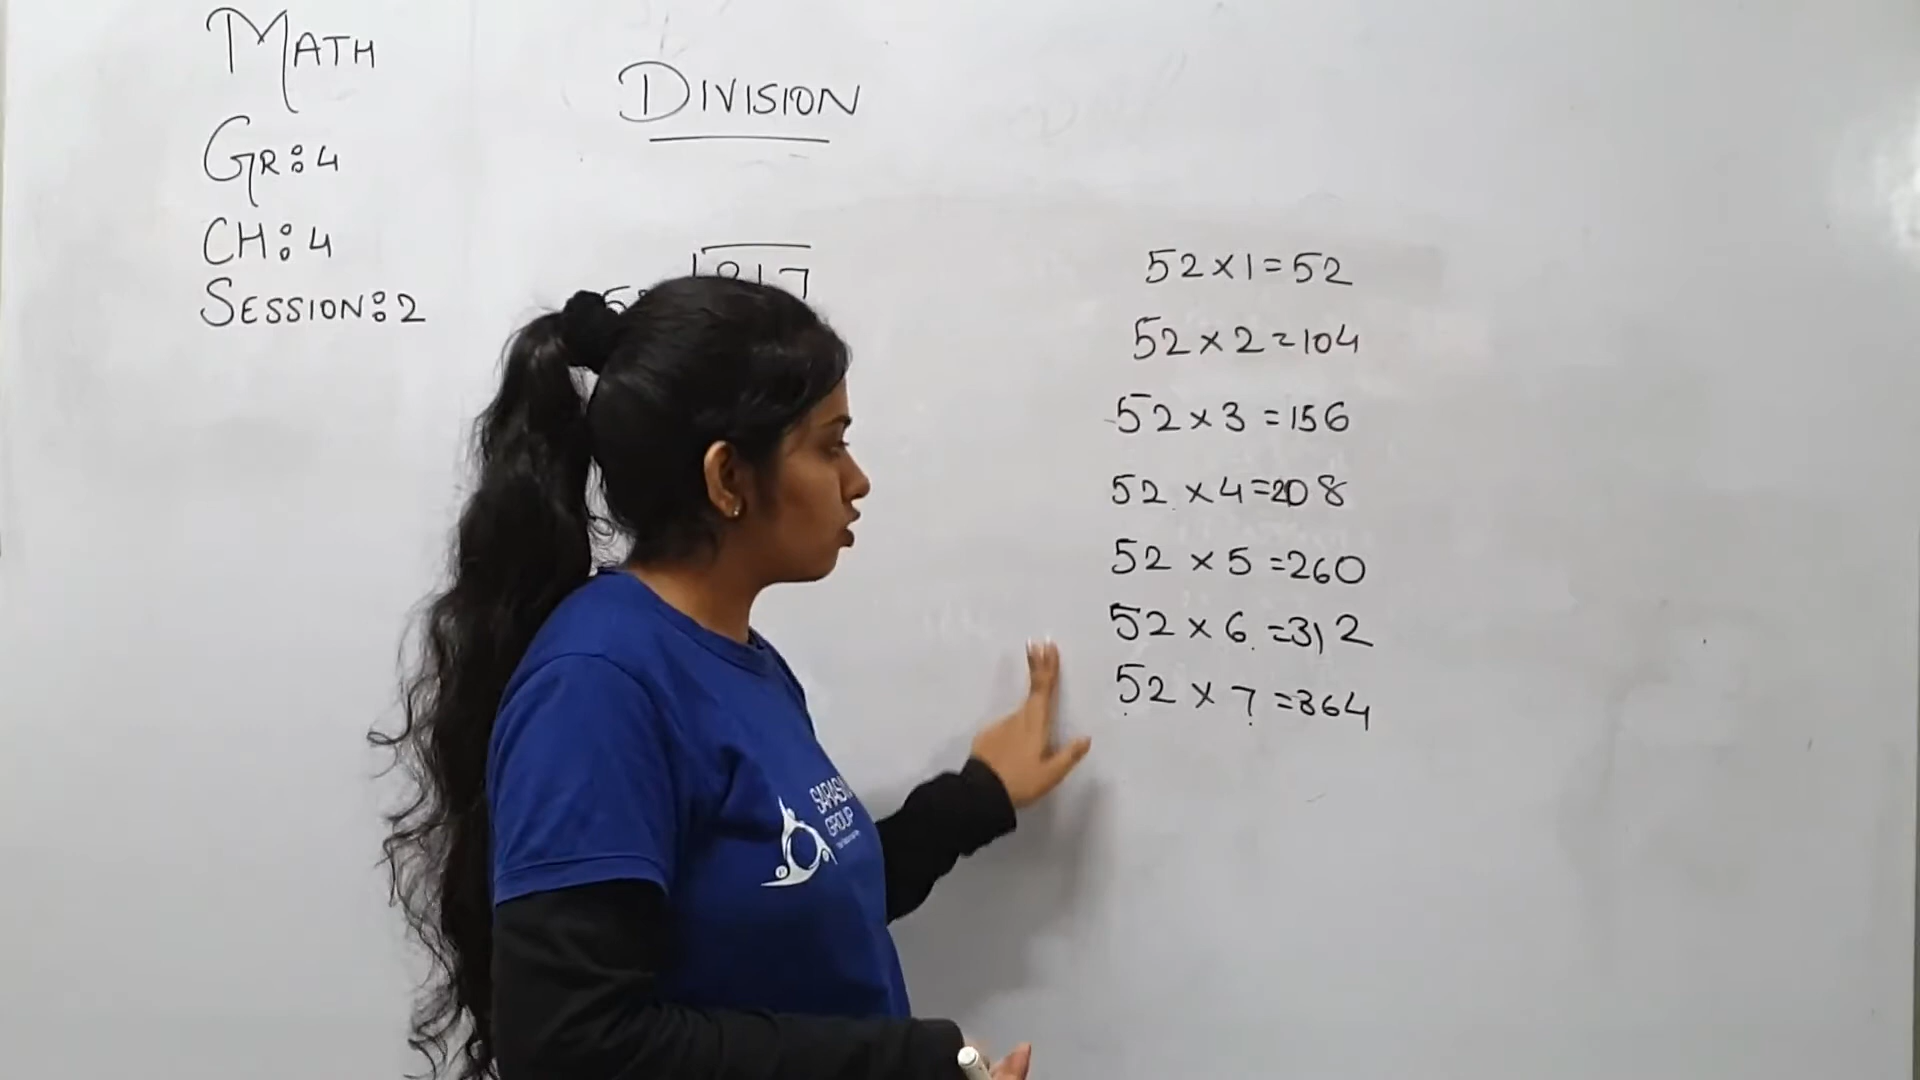 MATH
GR:4
CH:4
SESSION:2
DIVISION
52×1=52
52×2=104
52×3=156
52×4=208
52×5=260
52×6=312
52×7=364
GROUP